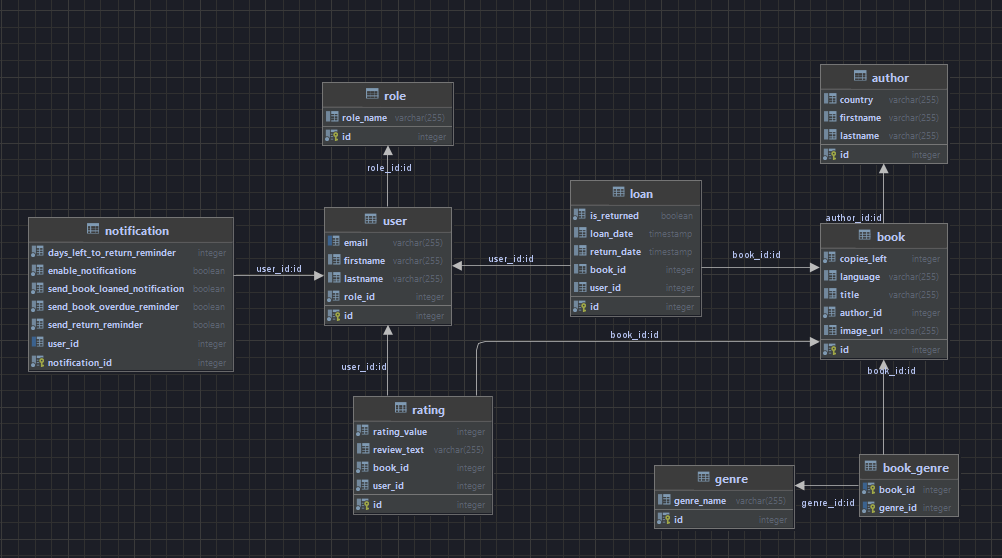 role
role_name varchar(255)
id integer
role_id:id
author
country varchar(255)
firstname varchar(255)
lastname varchar(255)
id integer
author_id:id
notification
days_left_to_return_reminder integer
enable_notifications boolean
send_book_loaned_notification boolean
send_book_overdue_reminder boolean
send_return_reminder boolean
user_id integer
notification_id integer
user_id:id
user
email varchar(255)
firstname varchar(255)
lastname varchar(255)
role_id integer
id integer
user_id:id
loan
is_returned boolean
loan_date timestamp
return_date timestamp
book_id integer
user_id integer
id integer
book_id:id
book
copies_left integer
language varchar(255)
title varchar(255)
author_id integer
image_url varchar(255)
id integer
book_id:id
user_id:id
book_id:id
rating
rating_value integer
review_text varchar(255)
book_id integer
user_id integer
id integer
genre
genre_name varchar(255)
id integer
genre_id:id
book_genre
book_id integer
genre_id integer